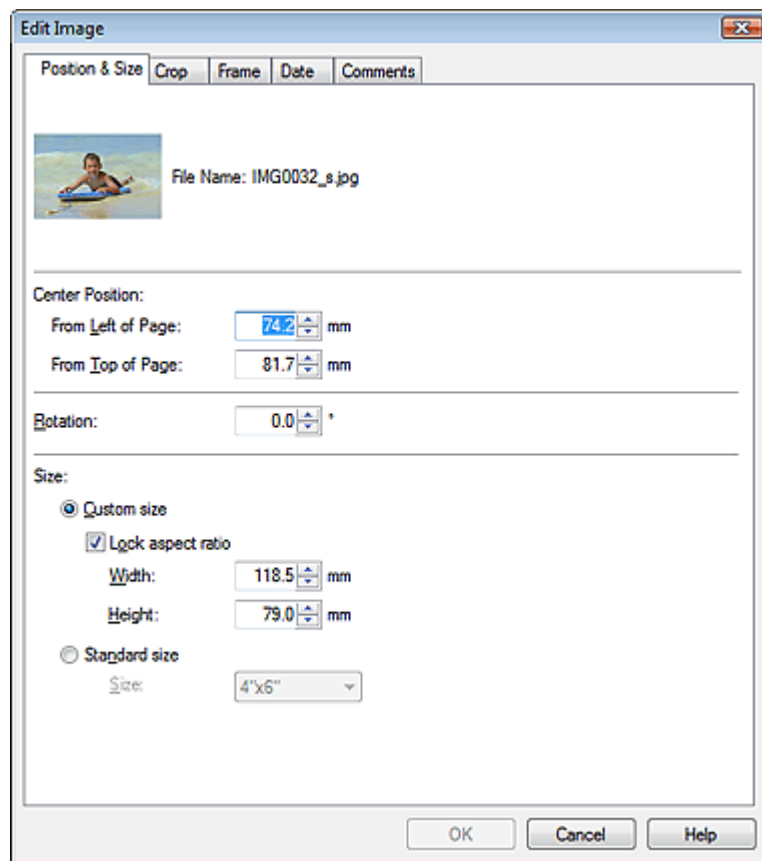 Edit Image
Position & Size Crop Frame Date Comments
File Name: IMG0032_s.jpg
Center Position:
From Left of Page: 74.2 mm
From Top of Page: 81.7 mm
Rotation: 0.0 °
Size:
Custom size
Lock aspect ratio
Width: 118.5 mm
Height: 79.0 mm
Standard size
Size: 4"x6"
OK Cancel Help